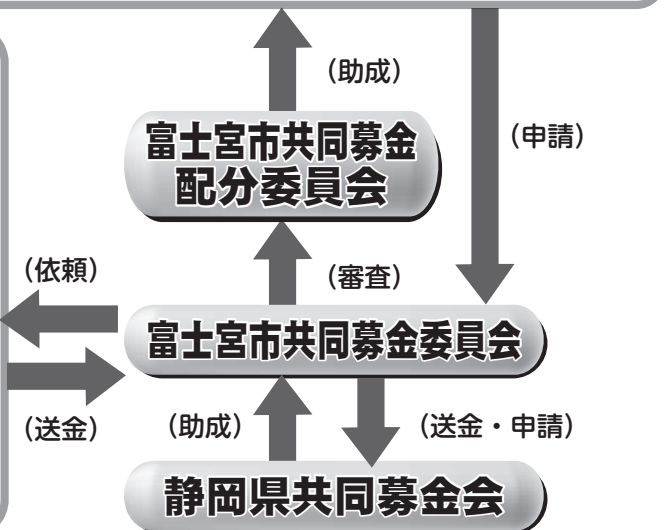 （助成）
（申請）
富士宮市共同募金
配分委員会
（依頼）
（審査）
富士宮市共同募金委員会
（送金）
（助成）
（送金・申請）
静岡県共同募金会